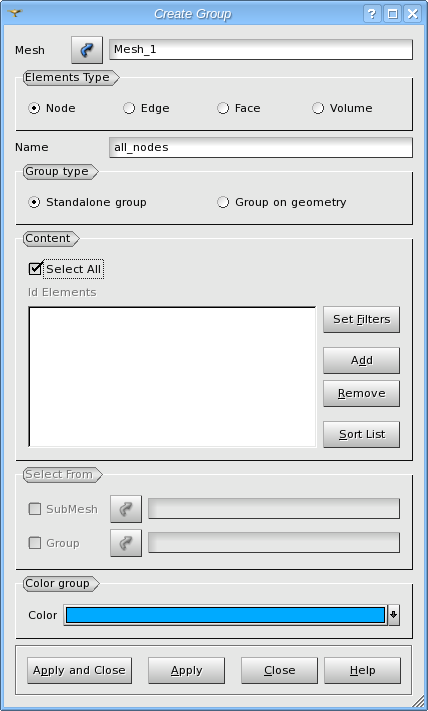 Create Group
Mesh Mesh_1
Elements Type
Node Edge Face Volume
Name all_nodes
Group type
Standalone group Group on geometry
Content
Select All
Id Elements
Set Filters
Add
Remove
Sort List
Select From
SubMesh
Group
Color group
Color
Apply and Close Apply Close Help